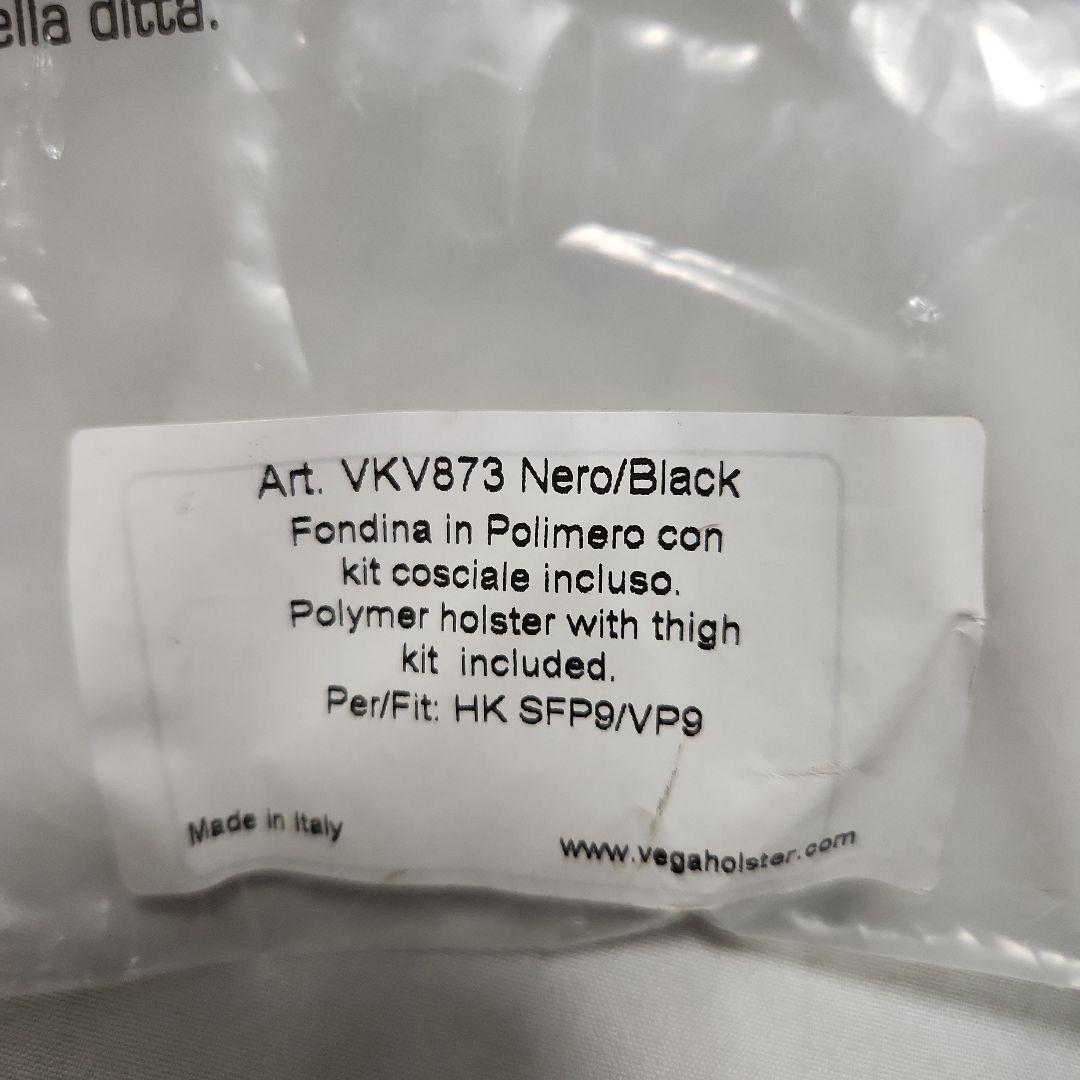 ella ditta.
Art. VKV873 Nero/Black
Fondina in Polimero con
kit cosciale incluso.
Polymer holster with thigh
kit included.
Per/Fit: HK SFP9/VP9
Made in Italy
www.vegaholster.com